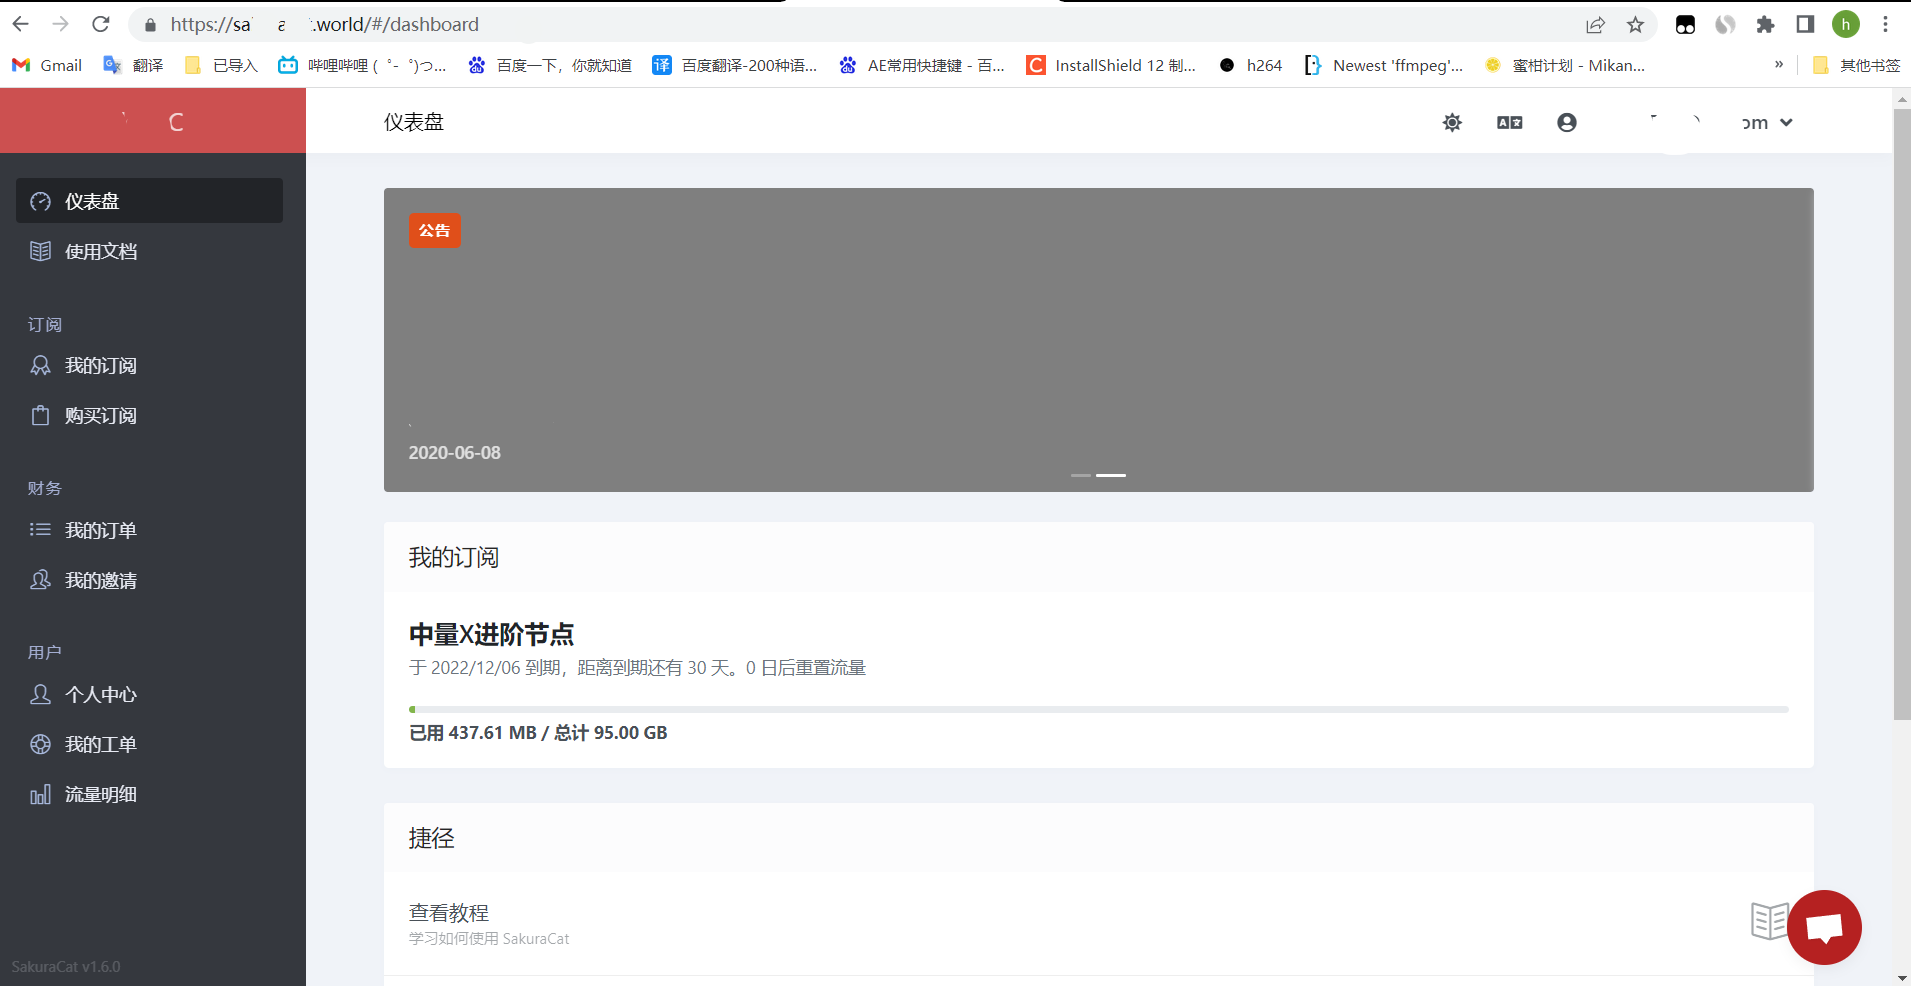 https://sa a t.world/#/dashboard
h
Gmail
翻译
已导入
哔哩哔哩 (゜-゜)つ...
百度一下，你就知道
译 百度翻译-200种语...
AE常用快捷键 - 百...
C InstallShield 12 制...
h264
Newest 'ffmpeg'...
蜜柑计划 - Mikan...
»
其他书签
C
仪表盘
om
仪表盘
使用文档
订阅
我的订阅
购买订阅
财务
我的订单
我的邀请
用户
个人中心
我的工单
流量明细
SakuraCat v1.6.0
公告
2020-06-08
我的订阅
中量X进阶节点
于 2022/12/06 到期，距离到期还有 30 天。0 日后重置流量
已用 437.61 MB / 总计 95.00 GB
捷径
查看教程
学习如何使用 SakuraCat